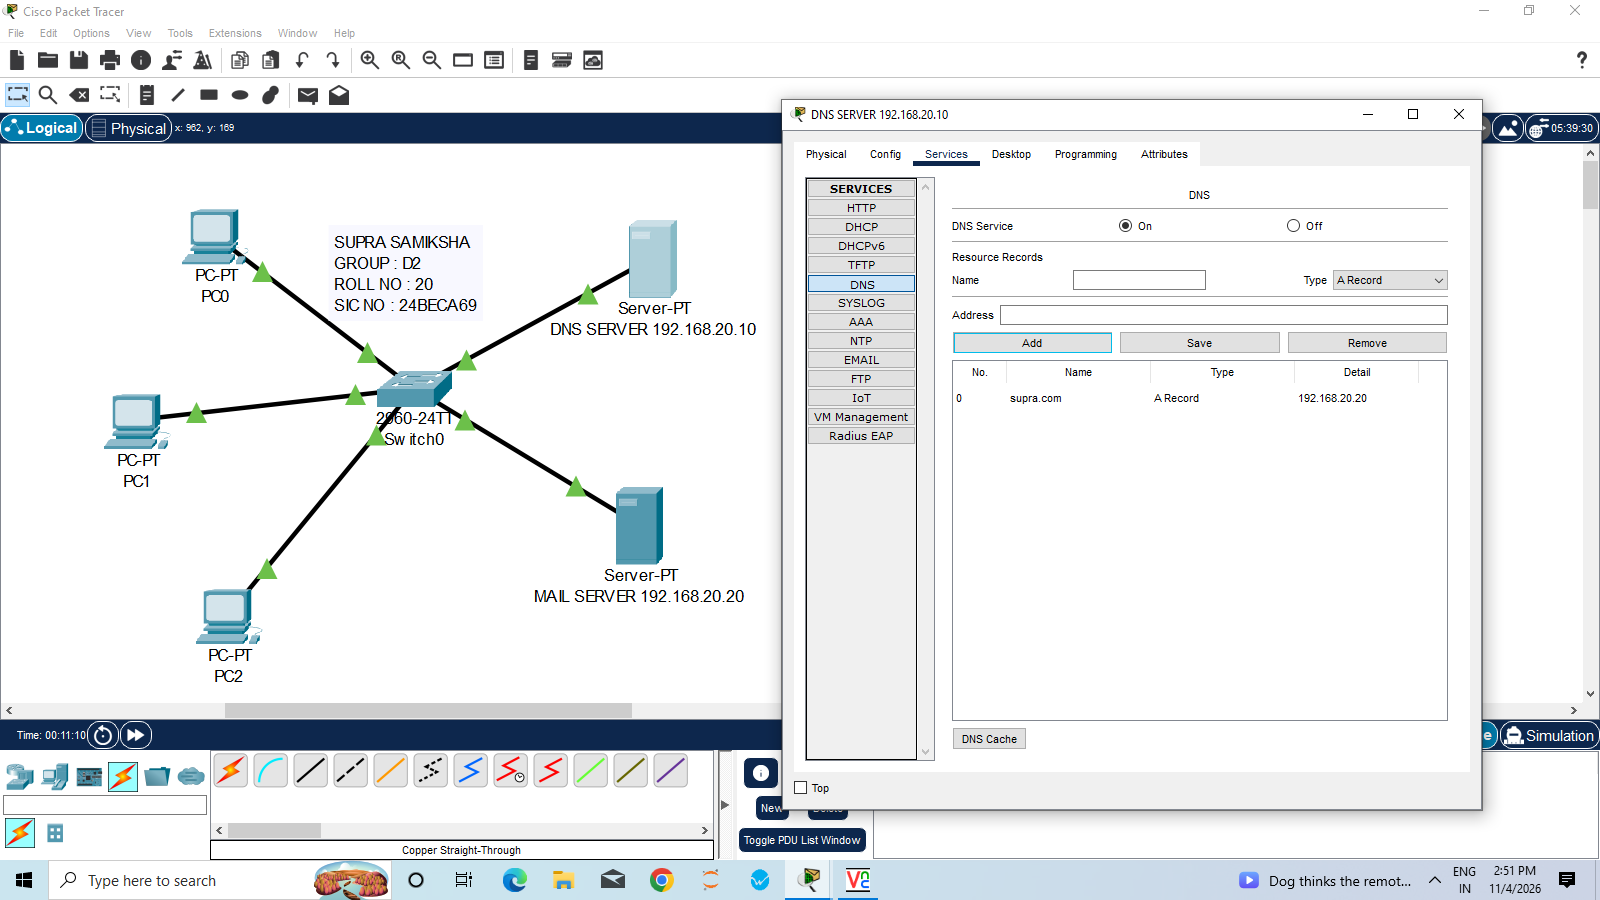 Cisco Packet Tracer
File Edit Options View Tools Extensions Window Help
Logical Physical x: 962, y: 169
05:39:30
PC-PT
PC0
SUPRA SAMIKSHA
GROUP : D2
ROLL NO : 20
SIC NO : 24BECA69
Server-PT
DNS SERVER 192.168.20.10
2960-24TT
Switch0
PC-PT
PC1
Server-PT
MAIL SERVER 192.168.20.20
PC-PT
PC2
DNS SERVER 192.168.20.10
Physical Config Services Desktop Programming Attributes
SERVICES
HTTP
DHCP
DHCPv6
TFTP
DNS
SYSLOG
AAA
NTP
EMAIL
FTP
IoT
VM Management
Radius EAP
DNS
DNS Service On Off
Resource Records
Name Type A Record
Address
Add Save Remove
No. Name Type Detail
0 supra.com A Record 192.168.20.20
DNS Cache
Top
Time: 00:11:10
e Simulation
New Delete
Toggle PDU List Window
Copper Straight-Through
Type here to search
Dog thinks the remot...
ENG
IN
2:51 PM
11/4/2026